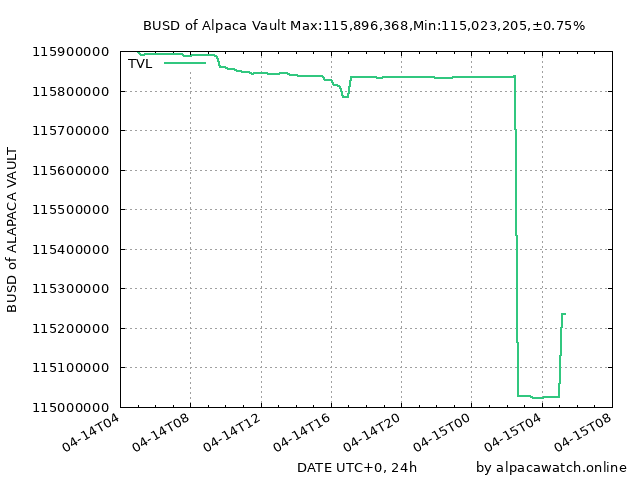 BUSD of Alpaca Vault Max:115,896,368,Min:115,023,205,±0.75%
TVL
BUSD of ALAPACA VAULT
115900000
115800000
115700000
115600000
115500000
115400000
115300000
115200000
115100000
115000000
04-14T04
04-14T08
04-14T12
04-14T16
04-14T20
04-15T00
04-15T04
04-15T08
DATE UTC+0, 24h
by alpacawatch.online